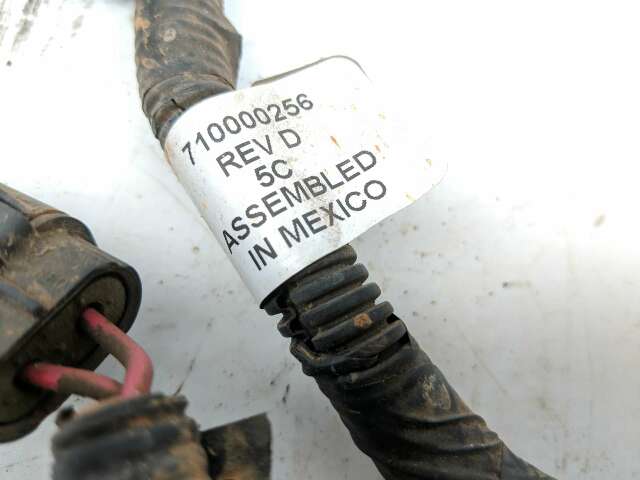 710000256
REV D
5C
ASSEMBLED
IN MEXICO